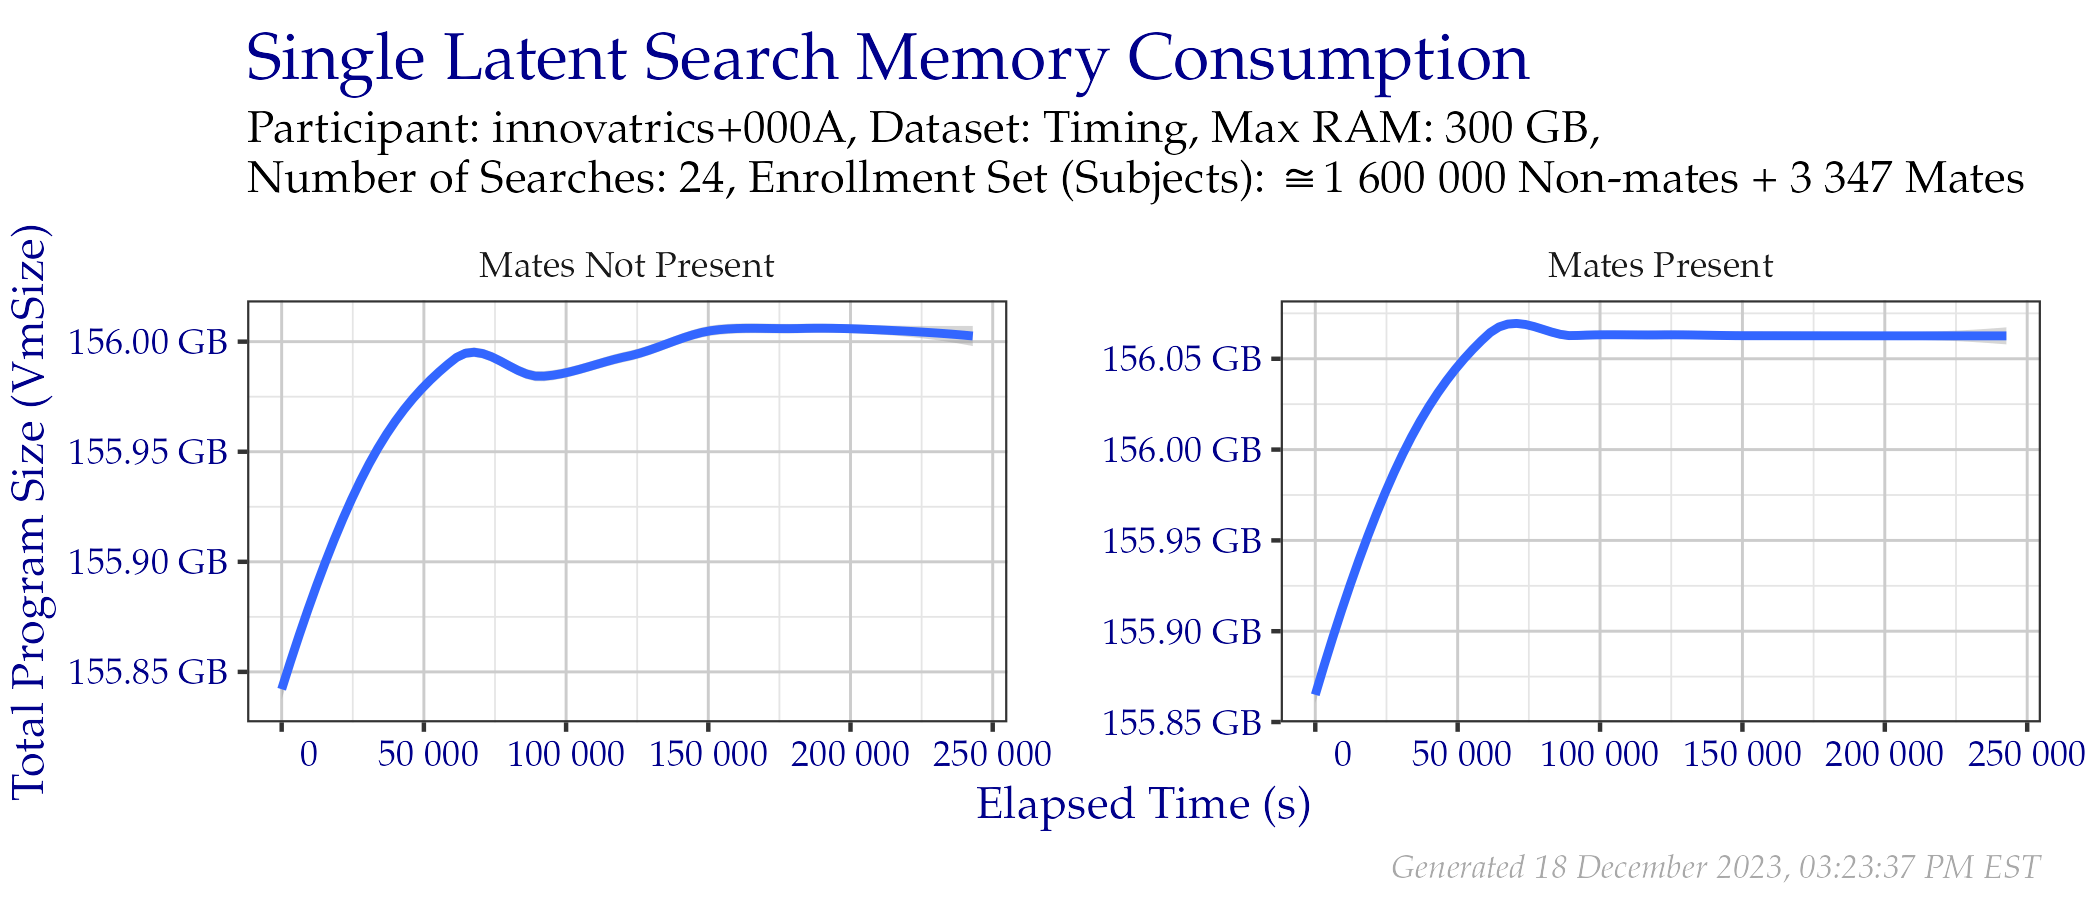 Single Latent Search Memory Consumption
Participant: innovatrics+000A, Dataset: Timing, Max RAM: 300 GB,
Number of Searches: 24, Enrollment Set (Subjects): ≅1 600 000 Non-mates + 3 347 Mates
Total Program Size (VmSize)
Mates Not Present
156.00 GB
155.95 GB
155.90 GB
155.85 GB
0 50 000 100 000 150 000 200 000 250 000
Mates Present
156.05 GB
156.00 GB
155.95 GB
155.90 GB
155.85 GB
0 50 000 100 000 150 000 200 000 250 000
Elapsed Time (s)
Generated 18 December 2023, 03:23:37 PM EST